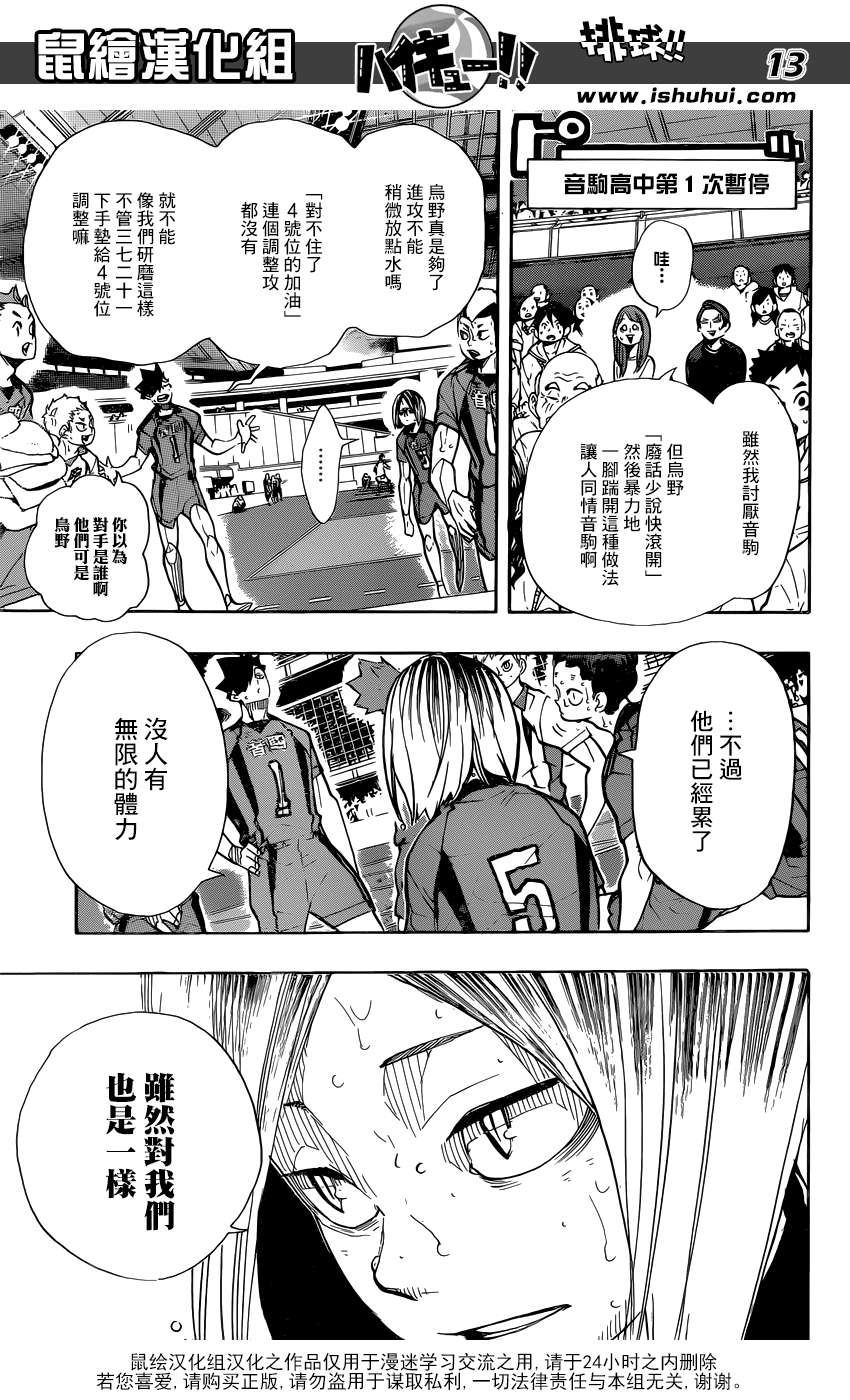 鼠繪漢化組
ハイキュー!!
排球!!
13
www.ishuhui.com
音駒高中第1次暫停
哇…
雖然我討厭音駒
但烏野
「廢話少說快滾開」
然後暴力地
一腳踹開這種做法
讓人同情音駒啊
烏野真是夠了
進攻不能
稍微放點水嗎
「對不住了
4號位的加油」
連個調整攻
都沒有
就不能
像我們研磨這樣
不管三七二十一
下手墊給4號位
調整嘛
……
你以為
對手是誰啊
他們可是
烏野
音駒
1
5
…不過
他們已經累了
沒人有
無限的體力
雖然對我們
也是一樣
鼠绘汉化组汉化之作品仅用于漫迷学习交流之用,请于24小时之内删除
若您喜爱,请购买正版,请勿盗用于谋取私利,一切法律责任与本组无关,谢谢。